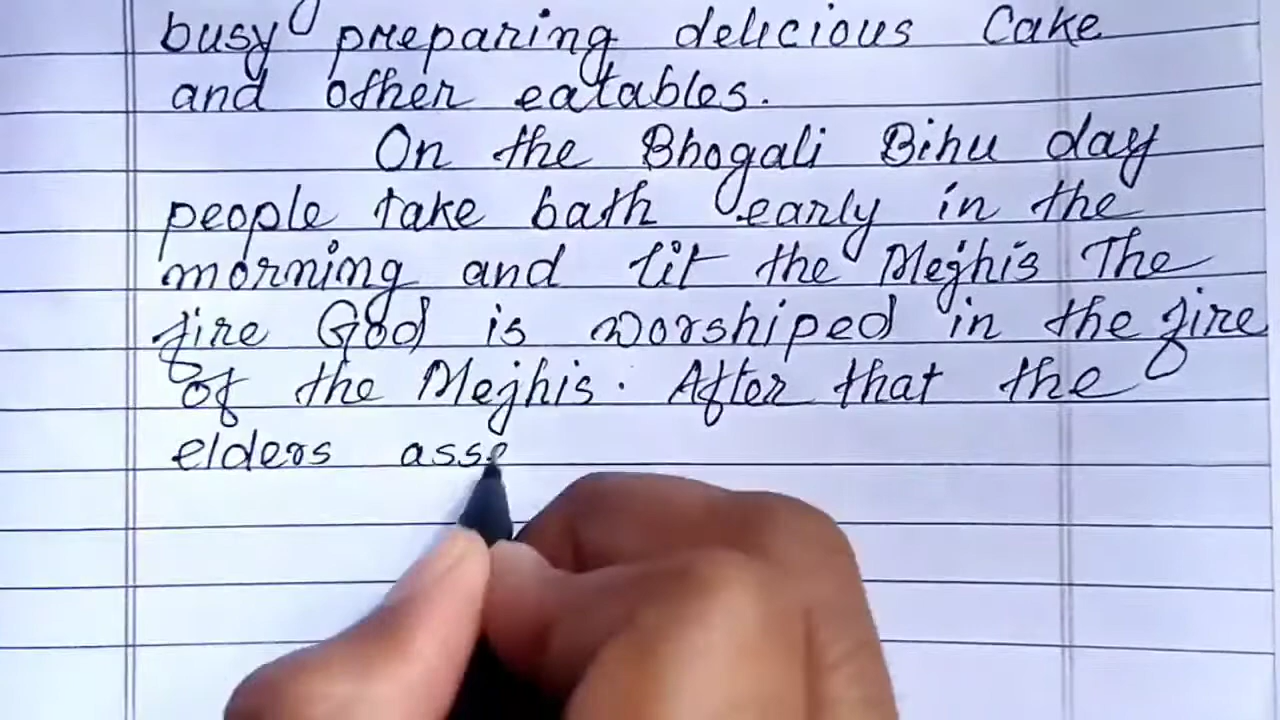 busy preparing delicious Cake
and other eatables.
On the Bhogali Bihu day
people take bath early in the
morning and lit the Mejhis The
fire God is worshiped in the fire
of the Mejhis. After that the
elders asse